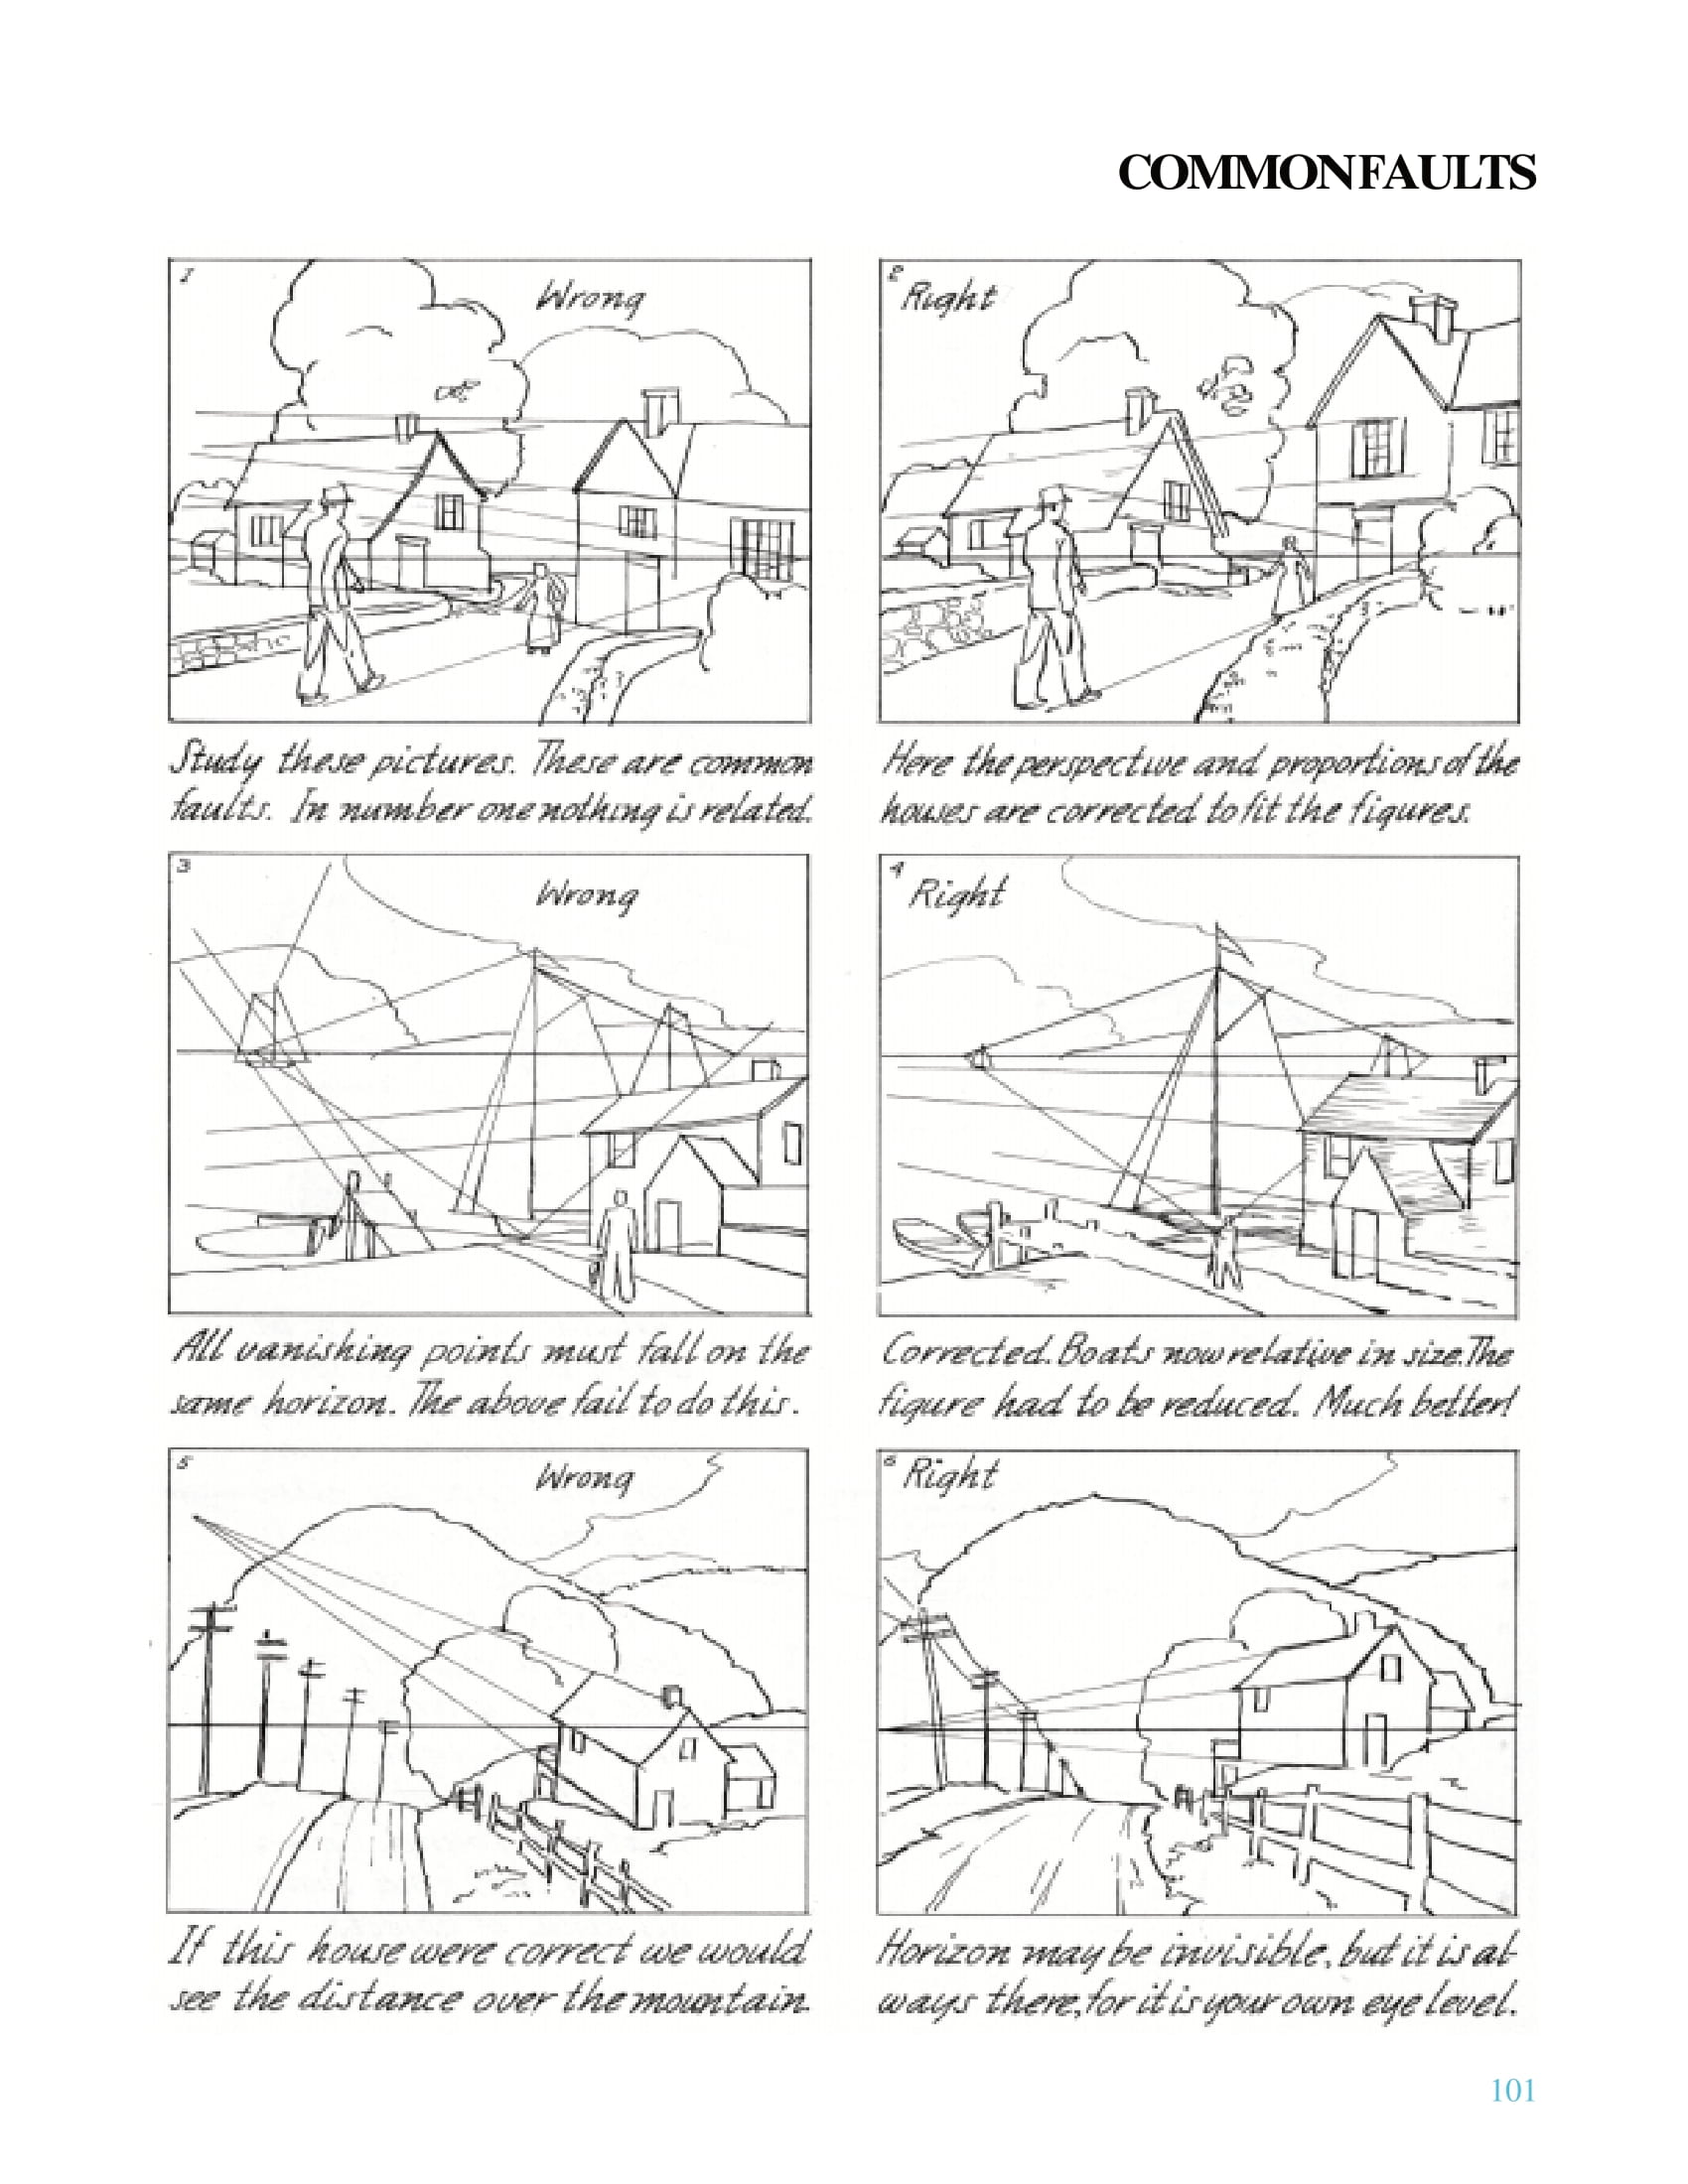 COMMON FAULTS
1
Wrong
2
Right
Study these pictures. These are common
faults. In number one nothing is related.
Here the perspective and proportions of the
houses are corrected to fit the figures.
3
Wrong
4
Right
All vanishing points must fall on the
same horizon. The above fail to do this.
Corrected. Boats now relative in size. The
figure had to be reduced. Much better!
5
Wrong
6
Right
If this house were correct we would
see the distance over the mountain.
Horizon may be invisible, but it is al-
ways there, for it is your own eye level.
101